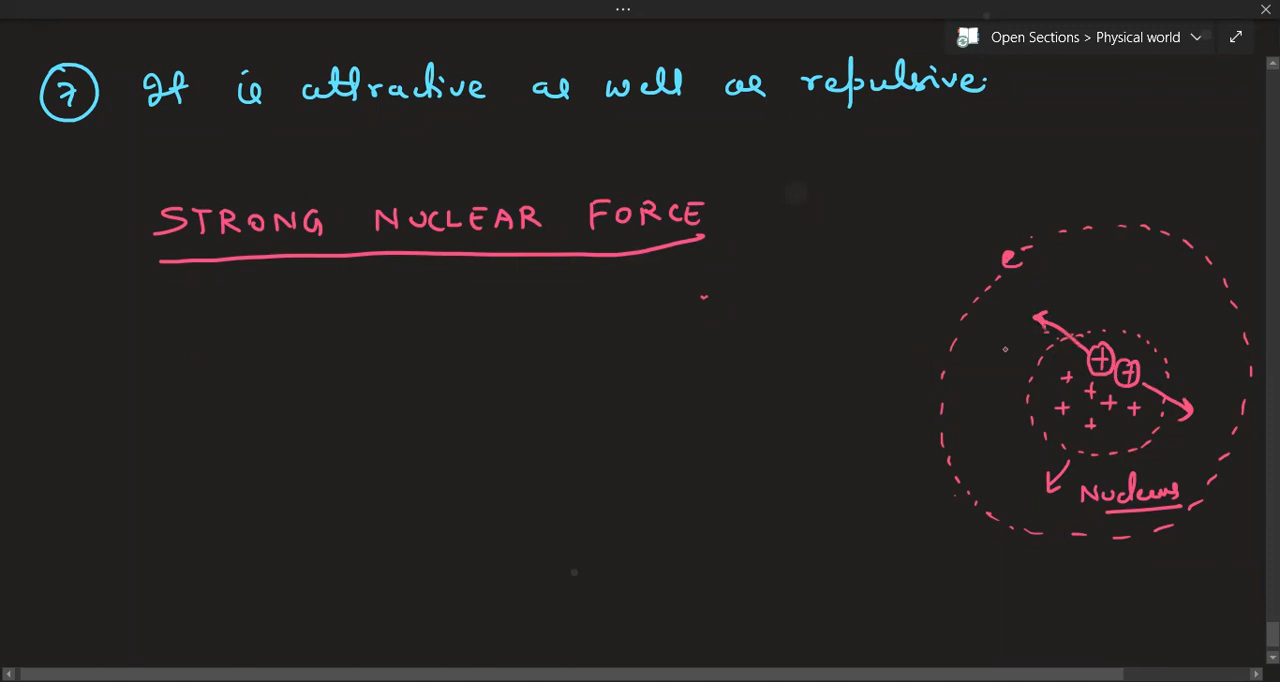 Open Sections > Physical world
7 It is attractive as well as repulsive.
STRONG NUCLEAR FORCE
e
+ +
+
+
+ + +
+
Nucleus